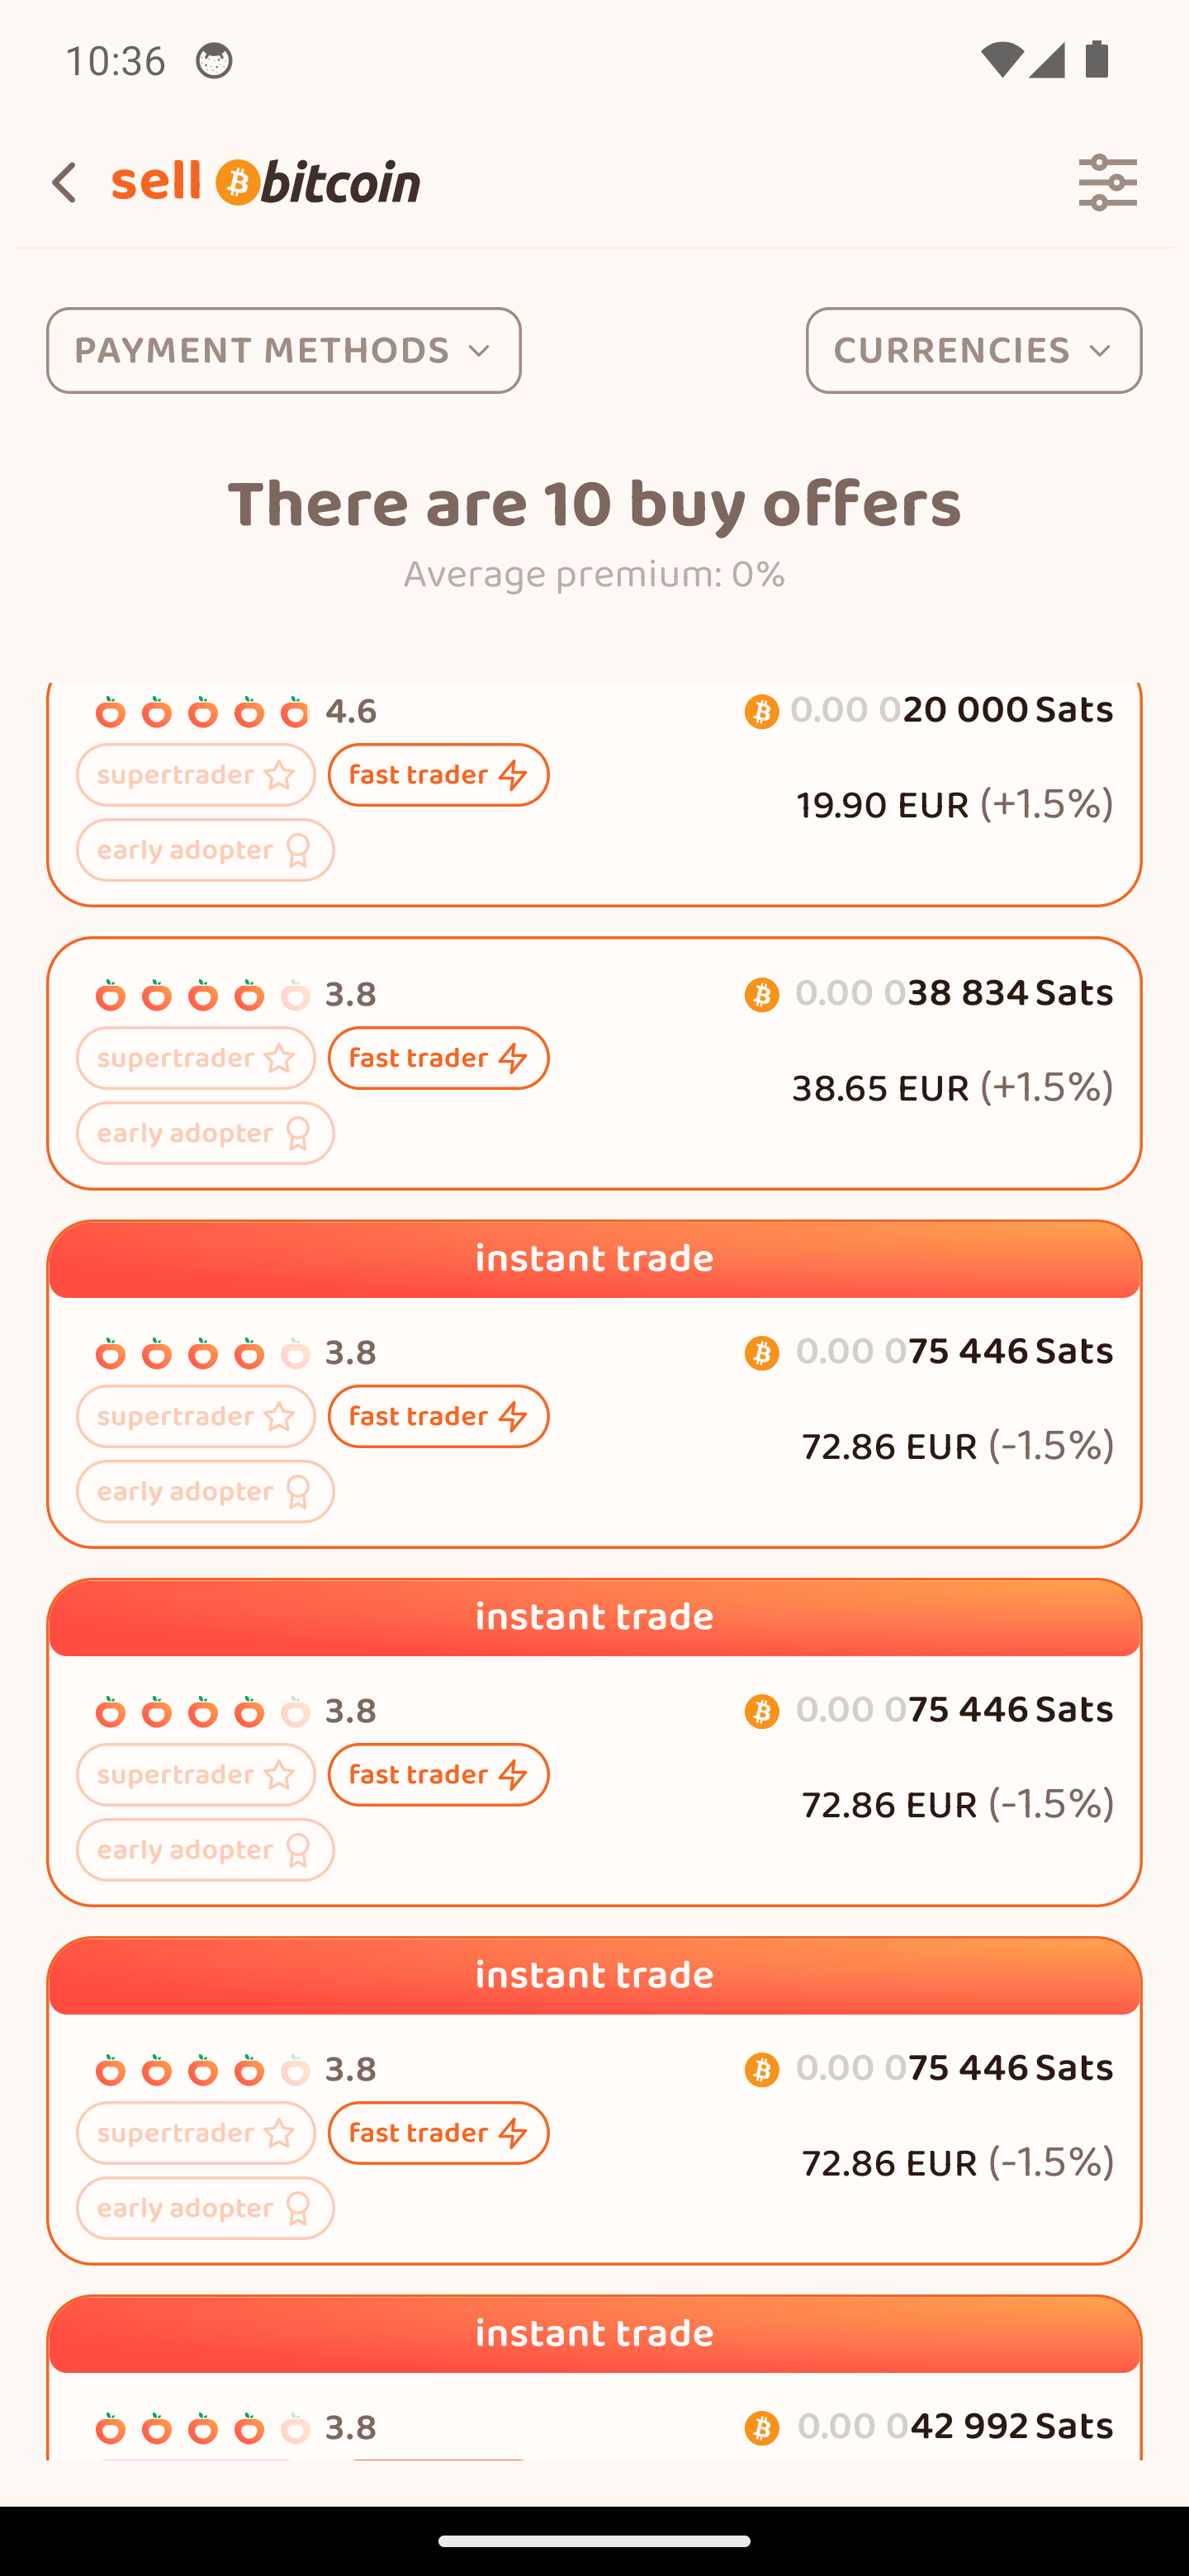 10:36
sell bitcoin
PAYMENT METHODS
CURRENCIES
There are 10 buy offers
Average premium: 0%
4.6
0.00 020 000 Sats
supertrader
fast trader
19.90 EUR (+1.5%)
early adopter
3.8
0.00 038 834 Sats
supertrader
fast trader
38.65 EUR (+1.5%)
early adopter
instant trade
3.8
0.00 075 446 Sats
supertrader
fast trader
72.86 EUR (-1.5%)
early adopter
instant trade
3.8
0.00 075 446 Sats
supertrader
fast trader
72.86 EUR (-1.5%)
early adopter
instant trade
3.8
0.00 075 446 Sats
supertrader
fast trader
72.86 EUR (-1.5%)
early adopter
instant trade
3.8
0.00 042 992 Sats